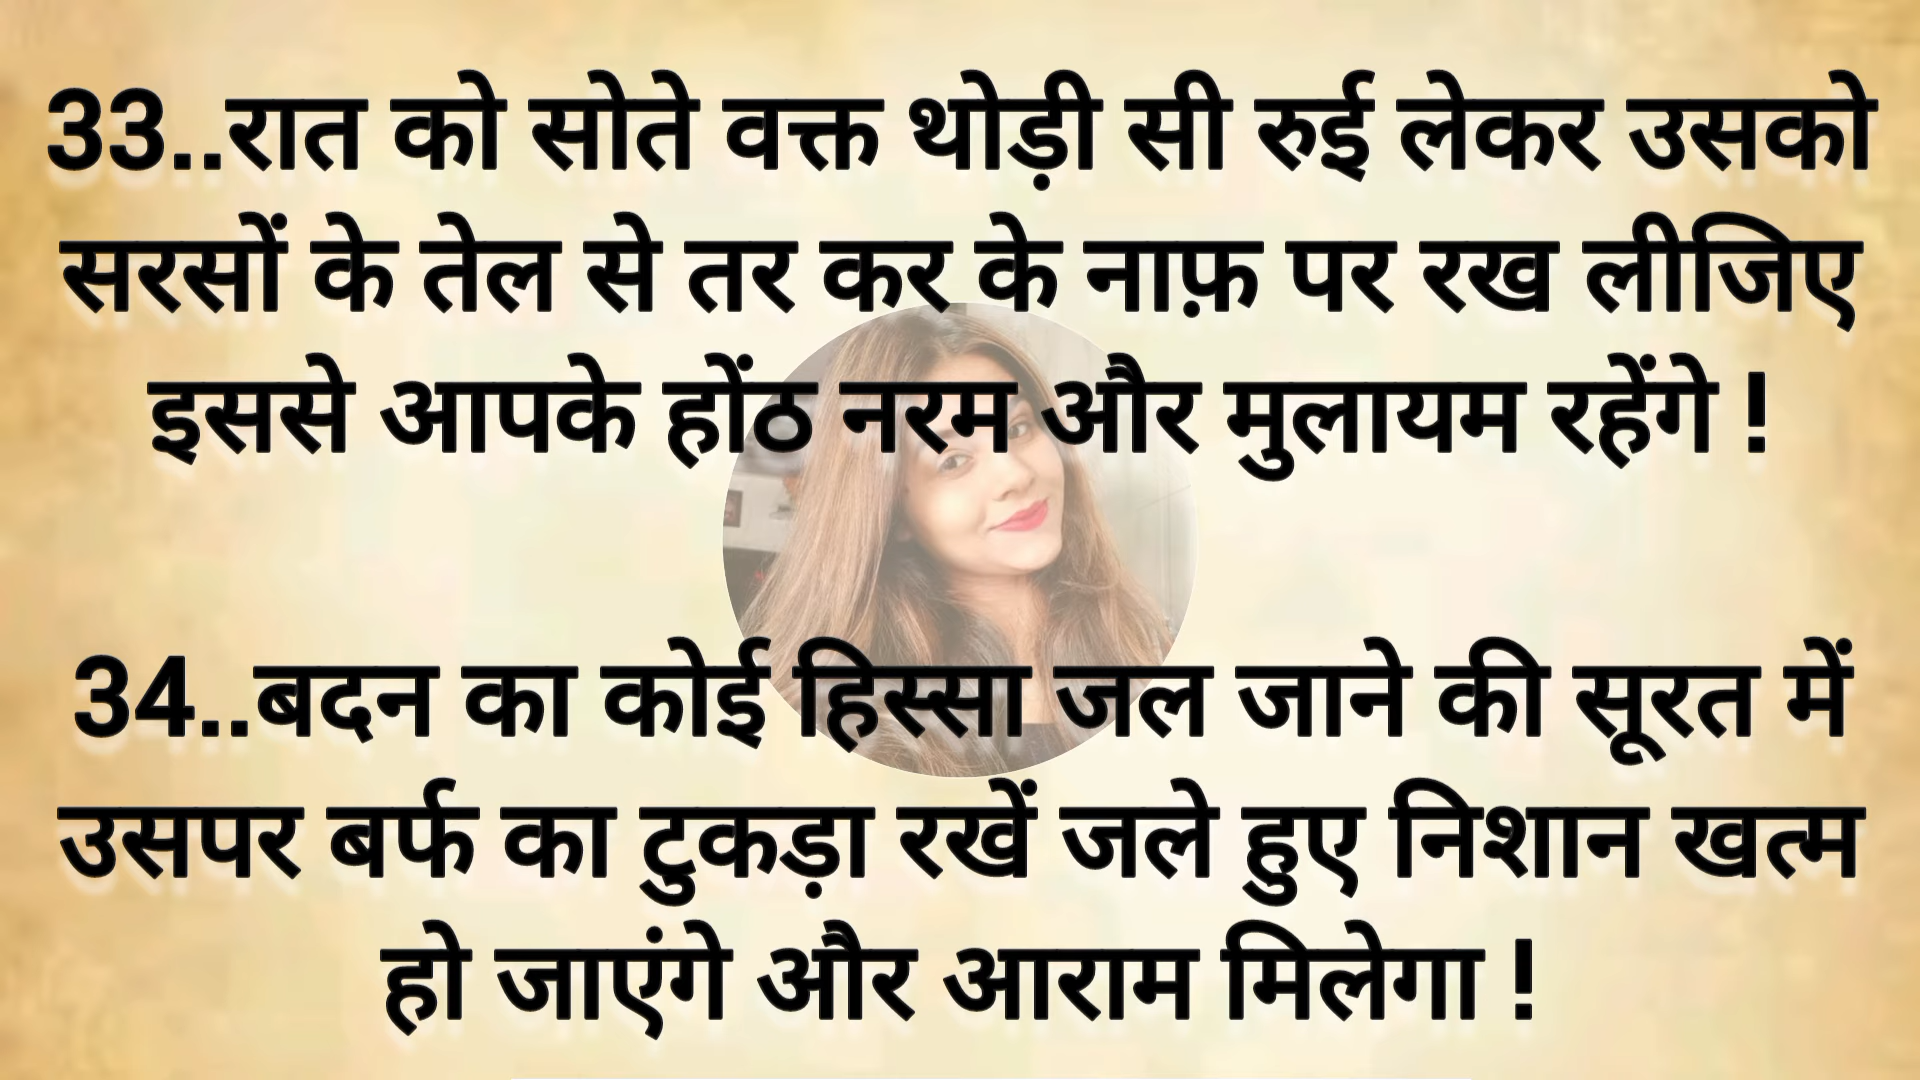 33..रात को सोते वक्त थोड़ी सी रुई लेकर उसको
सरसों के तेल से तर कर के नाफ़ पर रख लीजिए
इससे आपके होंठ नरम और मुलायम रहेंगे !
34..बदन का कोई हिस्सा जल जाने की सूरत में
उसपर बर्फ का टुकड़ा रखें जले हुए निशान खत्म
हो जाएंगे और आराम मिलेगा !